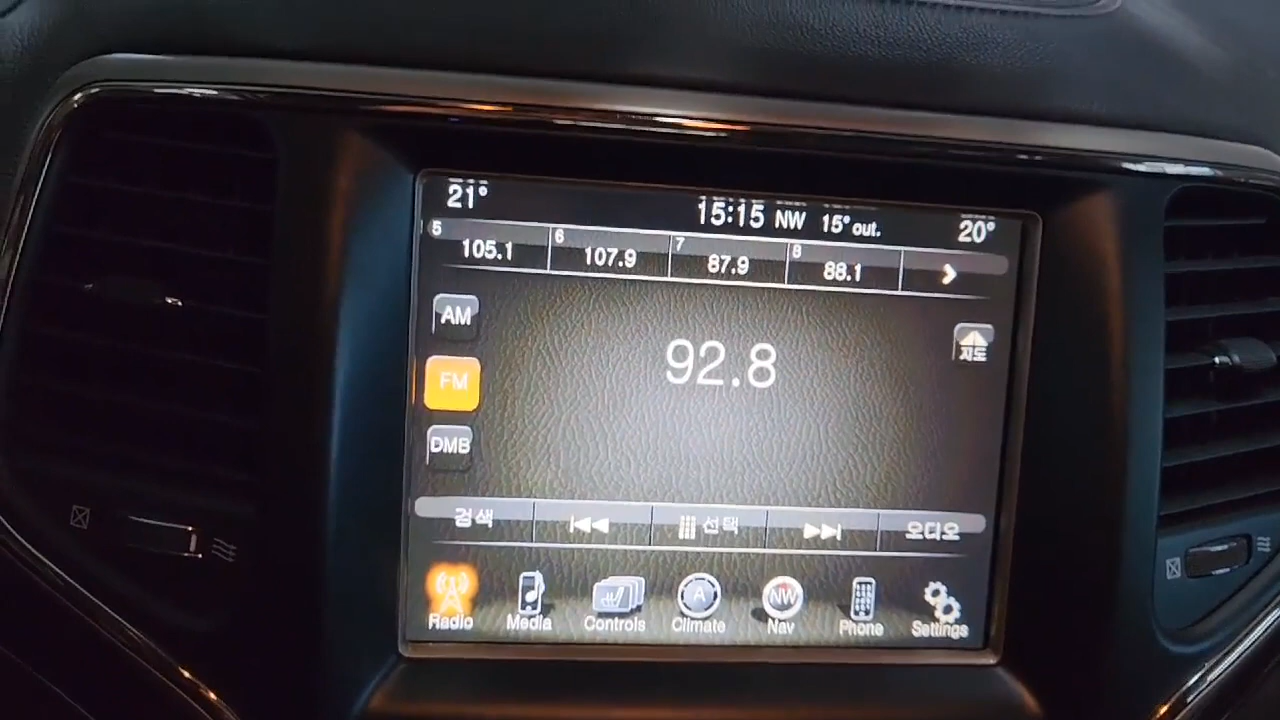 21° 15:15 NW 15° out. 20°
5 105.1 6 107.9 7 87.9 8 88.1
AM
92.8
지도
FM
DMB
검색 선택 오디오
A NW
Radio Media Controls Climate Nav Phone Settings